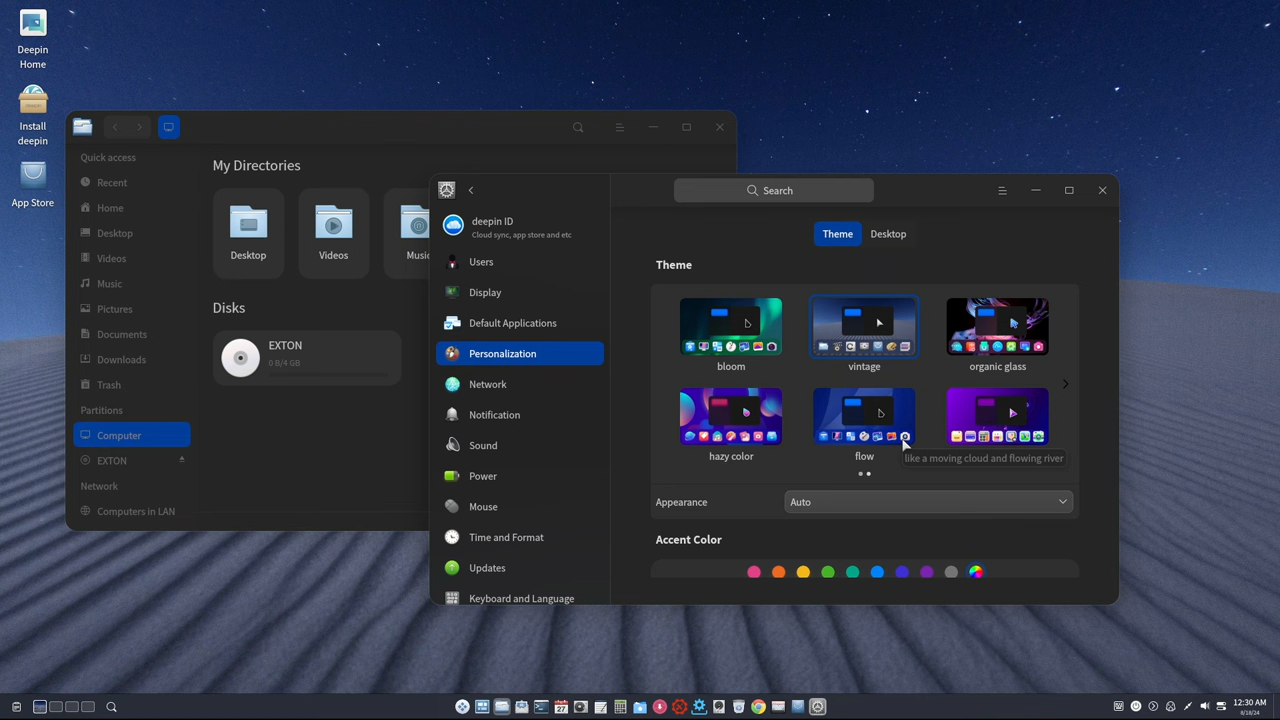 Deepin
Home
Install
deepin
App Store
Quick access
Recent
Home
Desktop
Videos
Music
Pictures
Documents
Downloads
Trash
Partitions
Computer
EXTON
Network
Computers in LAN
My Directories
Desktop
Videos
Music
Disks
EXTON
0 B/4 GB
deepin ID
Cloud sync, app store and etc
Users
Display
Default Applications
Personalization
Network
Notification
Sound
Power
Mouse
Time and Format
Updates
Keyboard and Language
Search
Theme
Desktop
Theme
bloom
vintage
organic glass
hazy color
flow
like a moving cloud and flowing river
Appearance
Auto
Accent Color
27
12:30 AM
8/18/24